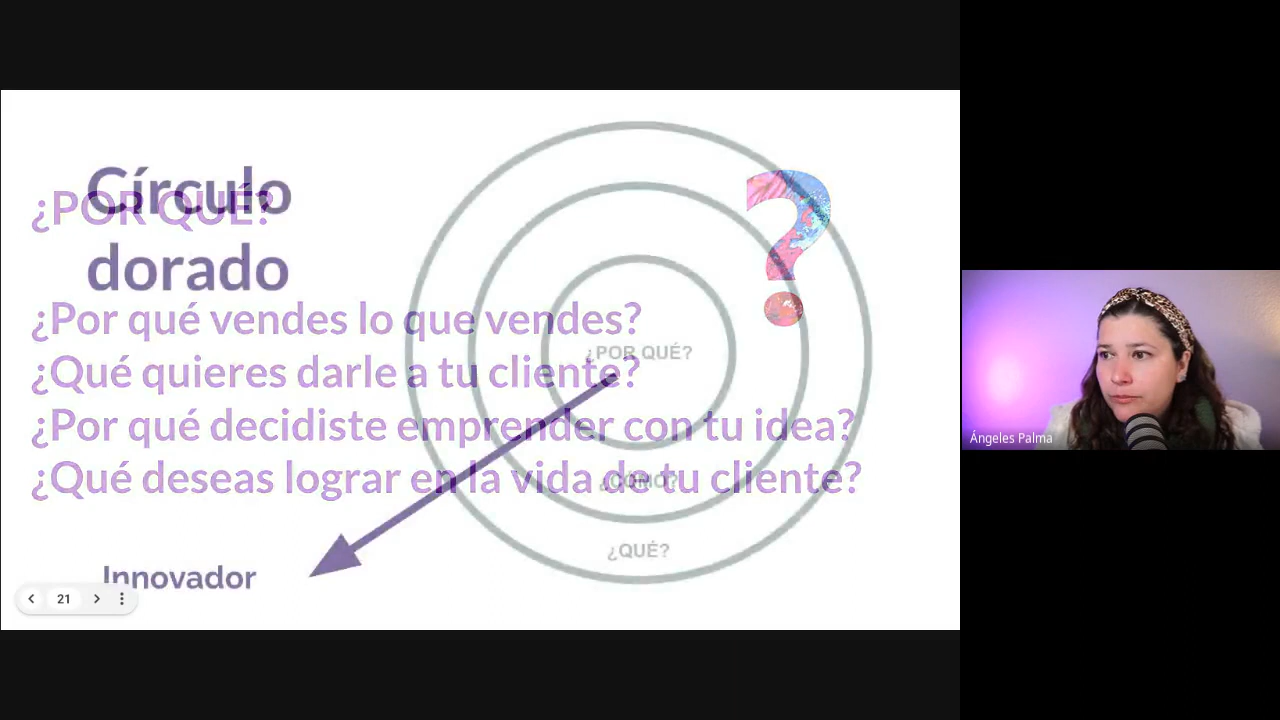 Círculo
dorado
¿POR QUÉ?
¿Por qué vendes lo que vendes?
¿Qué quieres darle a tu cliente?
¿Por qué decidiste emprender con tu idea?
¿Qué deseas lograr en la vida de tu cliente?
¿POR QUÉ?
¿CÓMO?
¿QUÉ?
Innovador
21
Ángeles Palma